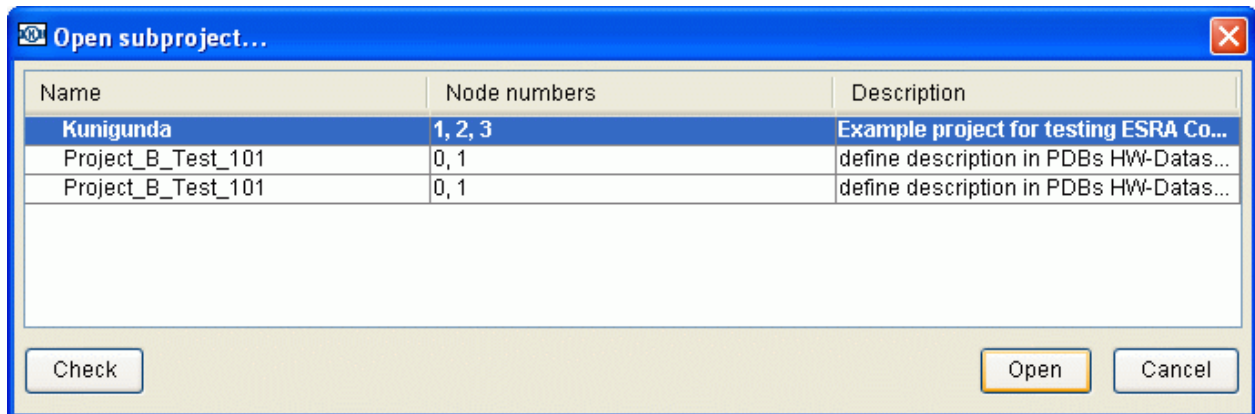 Open subproject...
Name Node numbers Description
Kunigunda 1, 2, 3 Example project for testing ESRA Co...
Project_B_Test_101 0, 1 define description in PDBs HW-Datas...
Project_B_Test_101 0, 1 define description in PDBs HW-Datas...
Check Open Cancel